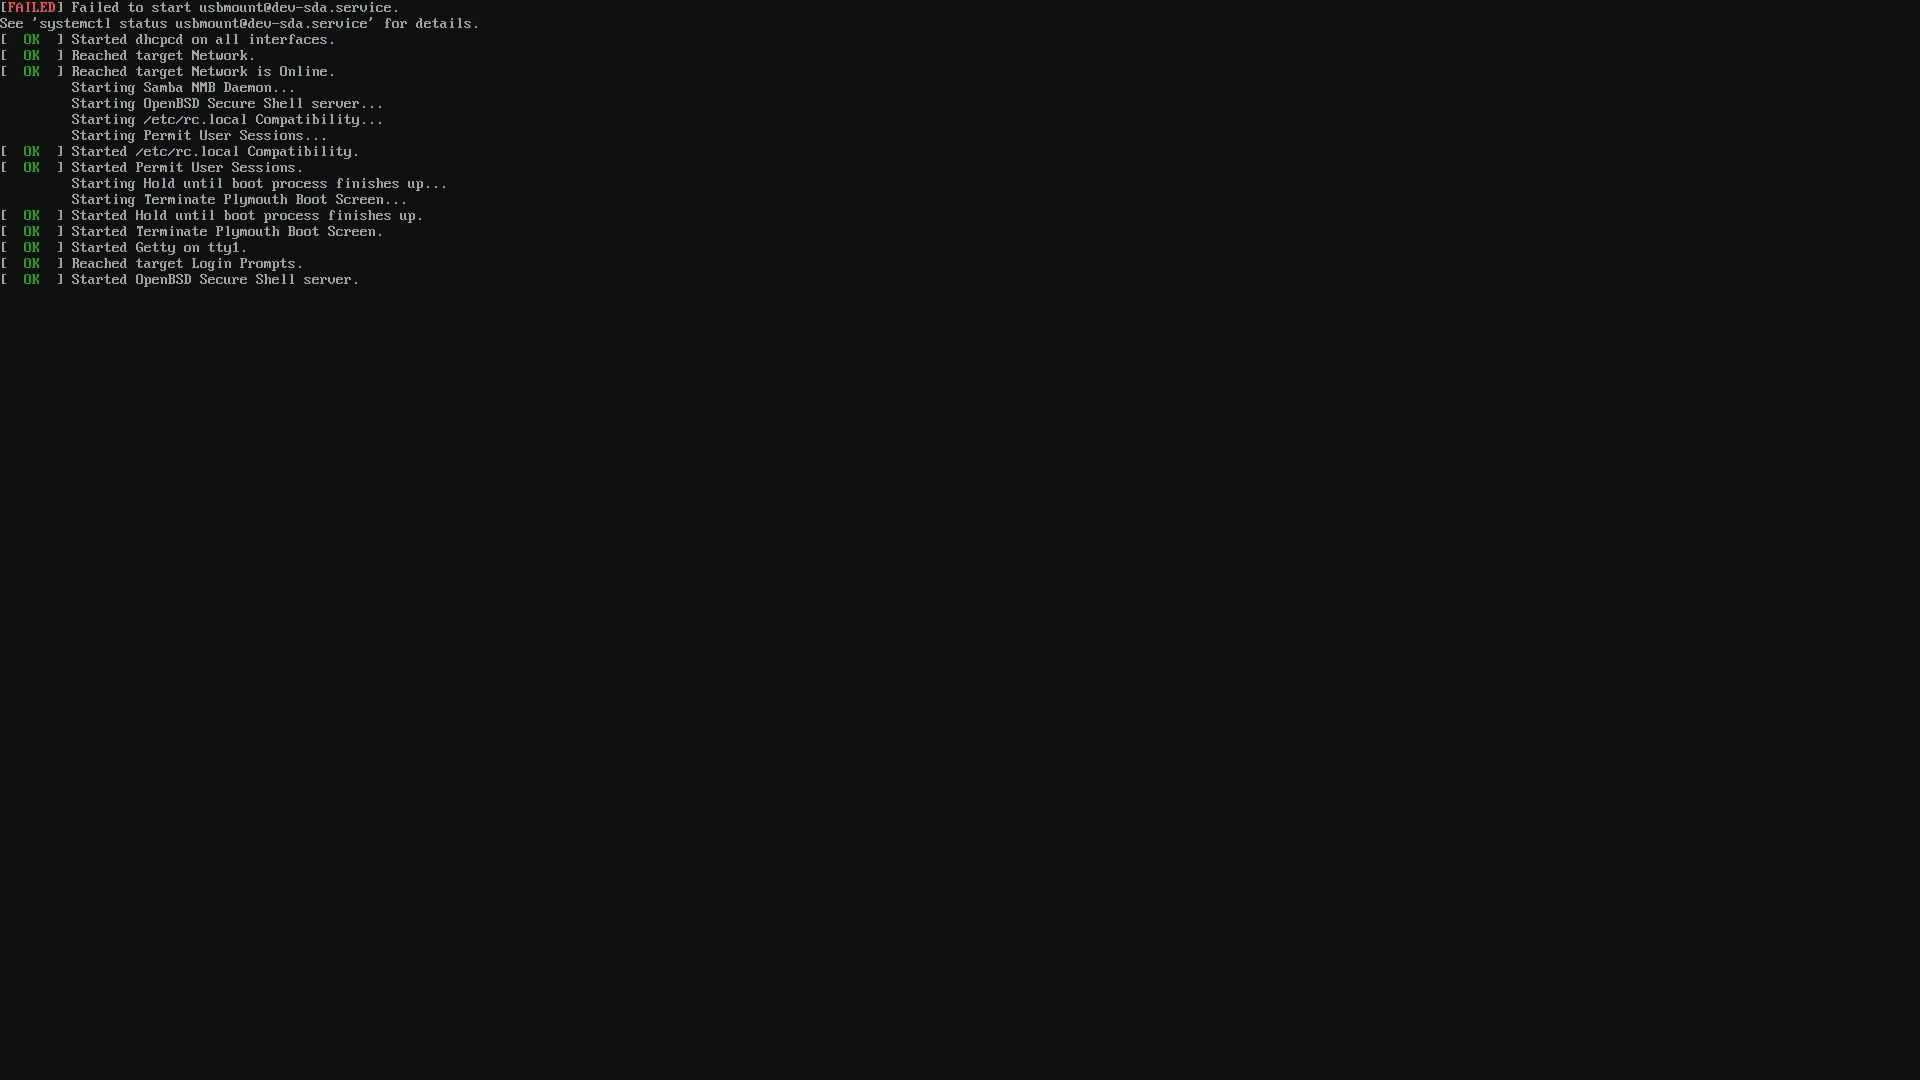 [FAILED] Failed to start usbmount@dev-sda.service.
See 'systemctl status usbmount@dev-sda.service' for details.
[  OK  ] Started dhcpcd on all interfaces.
[  OK  ] Reached target Network.
[  OK  ] Reached target Network is Online.
         Starting Samba NMB Daemon...
         Starting OpenBSD Secure Shell server...
         Starting /etc/rc.local Compatibility...
         Starting Permit User Sessions...
[  OK  ] Started /etc/rc.local Compatibility.
[  OK  ] Started Permit User Sessions.
         Starting Hold until boot process finishes up...
         Starting Terminate Plymouth Boot Screen...
[  OK  ] Started Hold until boot process finishes up.
[  OK  ] Started Terminate Plymouth Boot Screen.
[  OK  ] Started Getty on tty1.
[  OK  ] Reached target Login Prompts.
[  OK  ] Started OpenBSD Secure Shell server.